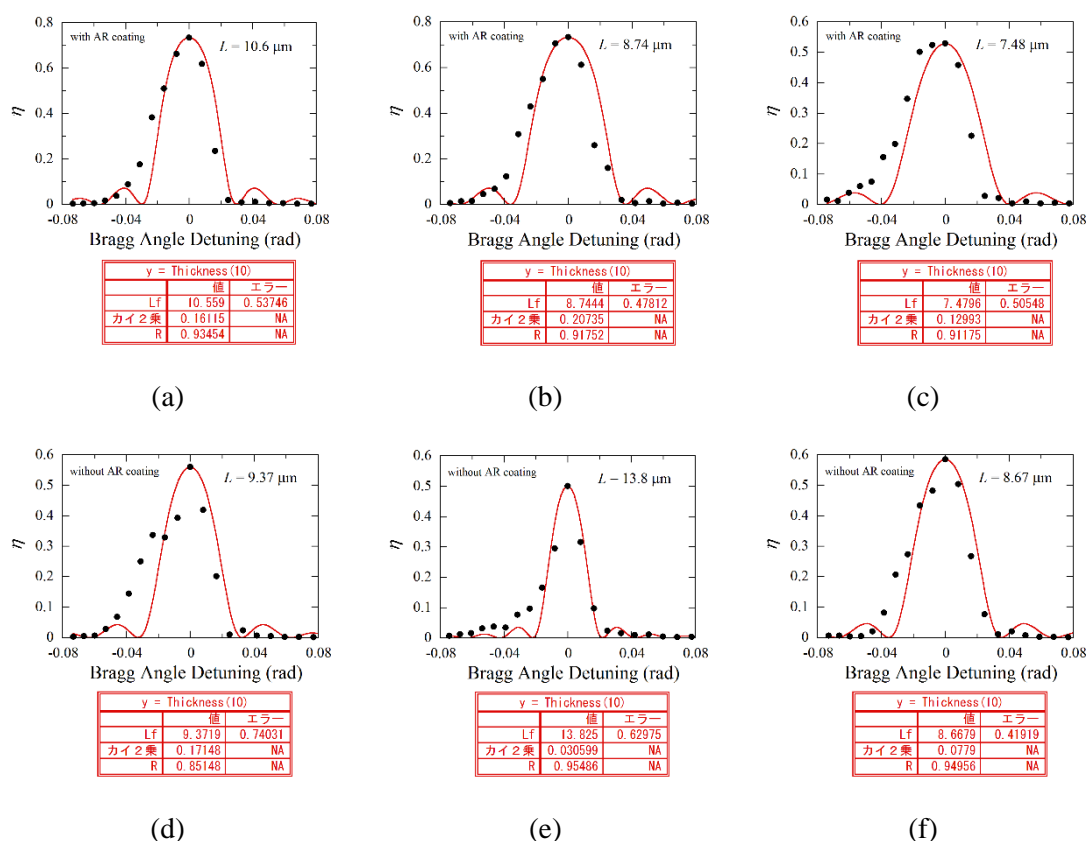 with AR coating
L = 10.6 μm
η
0.8
0.6
0.4
0.2
0
-0.08 -0.04 0 0.04 0.08
Bragg Angle Detuning (rad)
y = Thickness(10)
値 エラー
Lf 10.559 0.53746
カイ2乗 0.16115 NA
R 0.93454 NA
(a)
with AR coating
L = 8.74 μm
η
0.8
0.6
0.4
0.2
0
-0.08 -0.04 0 0.04 0.08
Bragg Angle Detuning (rad)
y = Thickness(10)
値 エラー
Lf 8.7444 0.47812
カイ2乗 0.20735 NA
R 0.91752 NA
(b)
with AR coating
L = 7.48 μm
η
0.6
0.5
0.4
0.3
0.2
0.1
0
-0.08 -0.04 0 0.04 0.08
Bragg Angle Detuning (rad)
y = Thickness(10)
値 エラー
Lf 7.4796 0.50548
カイ2乗 0.12993 NA
R 0.91175 NA
(c)
without AR coating
L = 9.37 μm
η
0.6
0.5
0.4
0.3
0.2
0.1
0
-0.08 -0.04 0 0.04 0.08
Bragg Angle Detuning (rad)
y = Thickness(10)
値 エラー
Lf 9.3719 0.74031
カイ2乗 0.17148 NA
R 0.85148 NA
(d)
without AR coating
L = 13.8 μm
η
0.6
0.5
0.4
0.3
0.2
0.1
0
-0.08 -0.04 0 0.04 0.08
Bragg Angle Detuning (rad)
y = Thickness(10)
値 エラー
Lf 13.825 0.62975
カイ2乗 0.030599 NA
R 0.95486 NA
(e)
without AR coating
L = 8.67 μm
η
0.6
0.5
0.4
0.3
0.2
0.1
0
-0.08 -0.04 0 0.04 0.08
Bragg Angle Detuning (rad)
y = Thickness(10)
値 エラー
Lf 8.6679 0.41919
カイ2乗 0.0779 NA
R 0.94956 NA
(f)